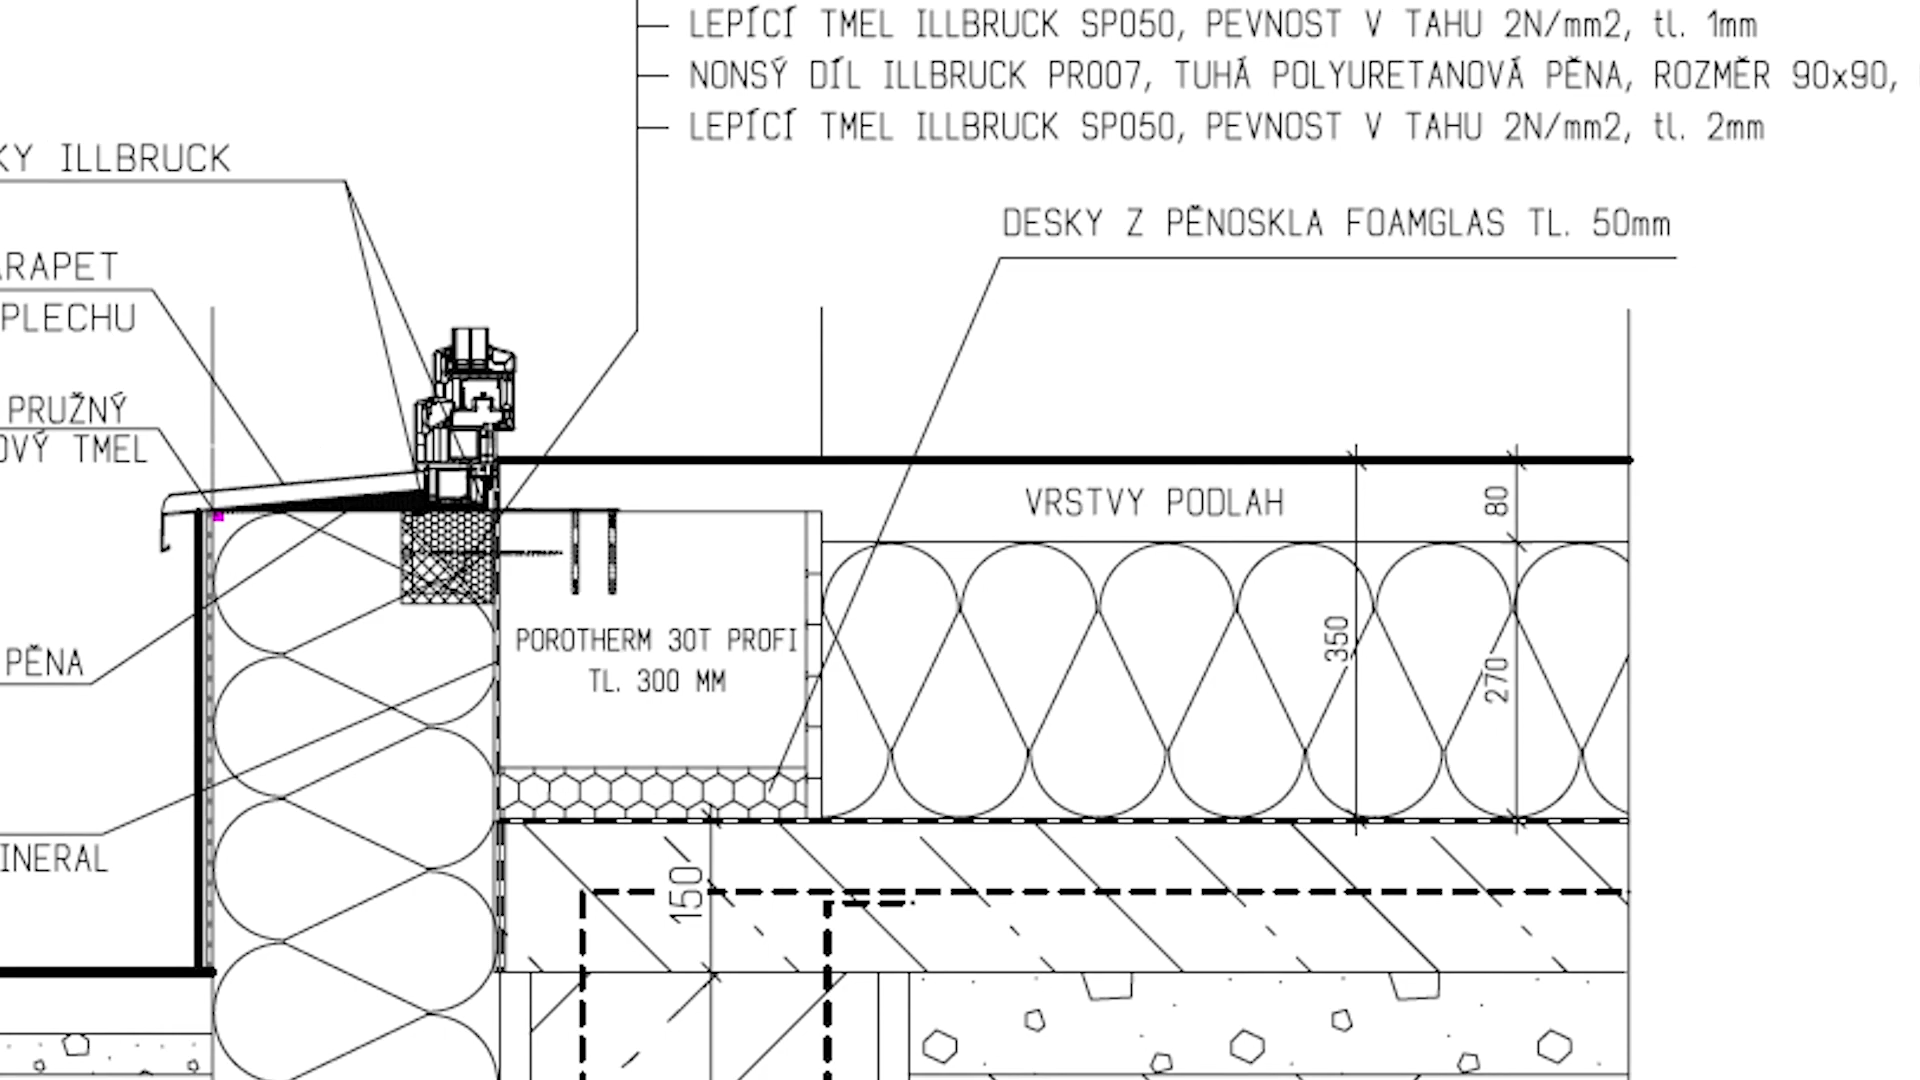 LEPÍCÍ TMEL ILLBRUCK SP050, PEVNOST V TAHU 2N/mm2, tl. 1mm
NONSÝ DÍL ILLBRUCK PR007, TUHÁ POLYURETANOVÁ PĚNA, ROZMĚR 90x90,
LEPÍCÍ TMEL ILLBRUCK SP050, PEVNOST V TAHU 2N/mm2, tl. 2mm
KY ILLBRUCK
DESKY Z PĚNOSKLA FOAMGLAS TL. 50mm
ARAPET
PLECHU
PRUŽNÝ
OVÝ TMEL
VRSTVY PODLAH
80
POROTHERM 30T PROFI
TL. 300 MM
350
270
PĚNA
INERAL
150